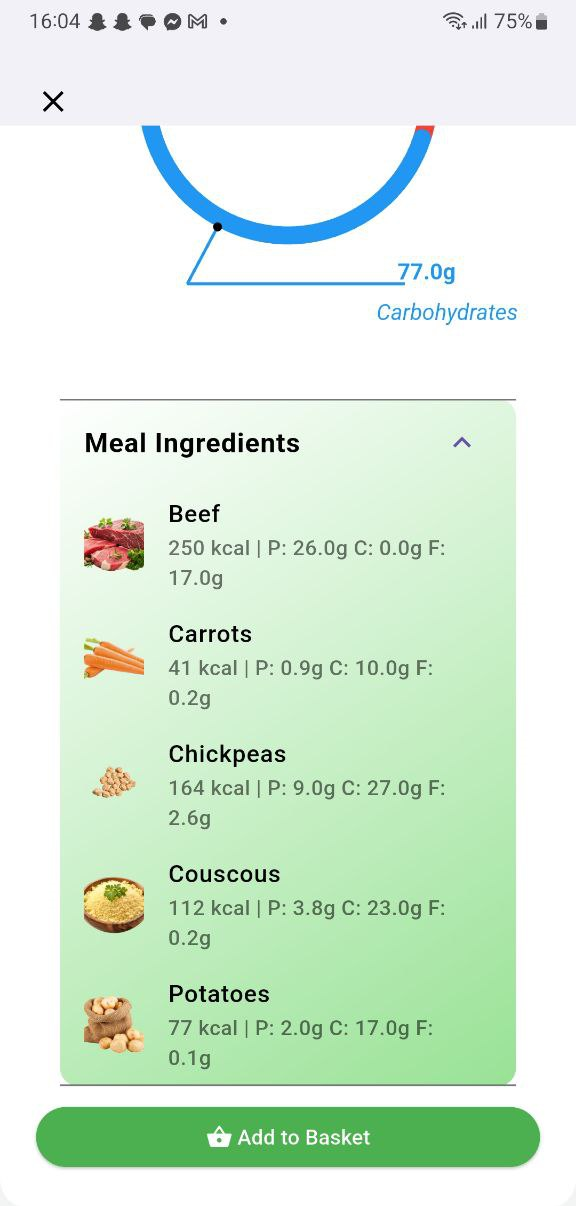 16:04
75%
77.0g
Carbohydrates
Meal Ingredients
Beef
250 kcal | P: 26.0g C: 0.0g F:
17.0g
Carrots
41 kcal | P: 0.9g C: 10.0g F:
0.2g
Chickpeas
164 kcal | P: 9.0g C: 27.0g F:
2.6g
Couscous
112 kcal | P: 3.8g C: 23.0g F:
0.2g
Potatoes
77 kcal | P: 2.0g C: 17.0g F:
0.1g
Add to Basket